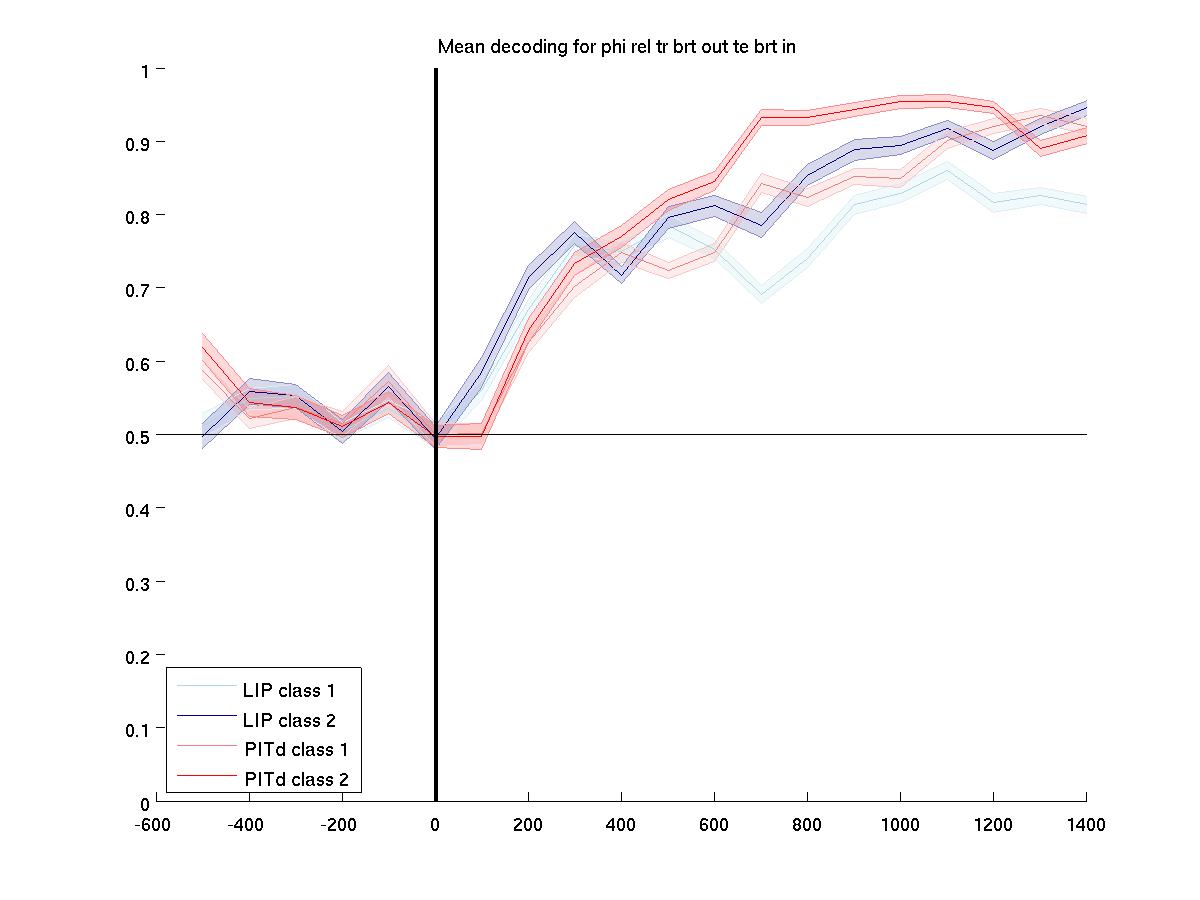 Mean decoding for phi rel tr brt out te brt in
1
0.9
0.8
0.7
0.6
0.5
0.4
0.3
0.2
0.1
0
LIP class 1
LIP class 2
PITd class 1
PITd class 2
-600 -400 -200 0 200 400 600 800 1000 1200 1400